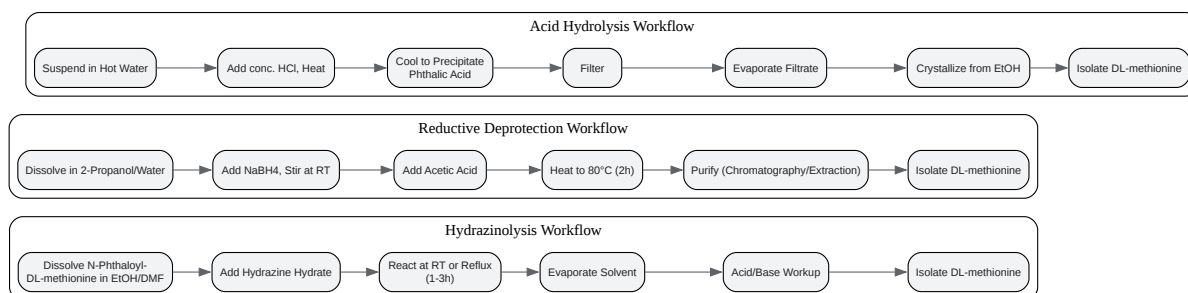 Acid Hydrolysis Workflow
Suspend in Hot Water
Add conc. HCl, Heat
Cool to Precipitate
Phthalic Acid
Filter
Evaporate Filtrate
Crystallize from EtOH
Isolate DL-methionine
Reductive Deprotection Workflow
Dissolve in 2-Propanol/Water
Add NaBH4, Stir at RT
Add Acetic Acid
Heat to 80°C (2h)
Purify (Chromatography/Extraction)
Isolate DL-methionine
Hydrazinolysis Workflow
Dissolve N-Phthaloyl-
DL-methionine in EtOH/DMF
Add Hydrazine Hydrate
React at RT or Reflux
(1-3h)
Evaporate Solvent
Acid/Base Workup
Isolate DL-methionine